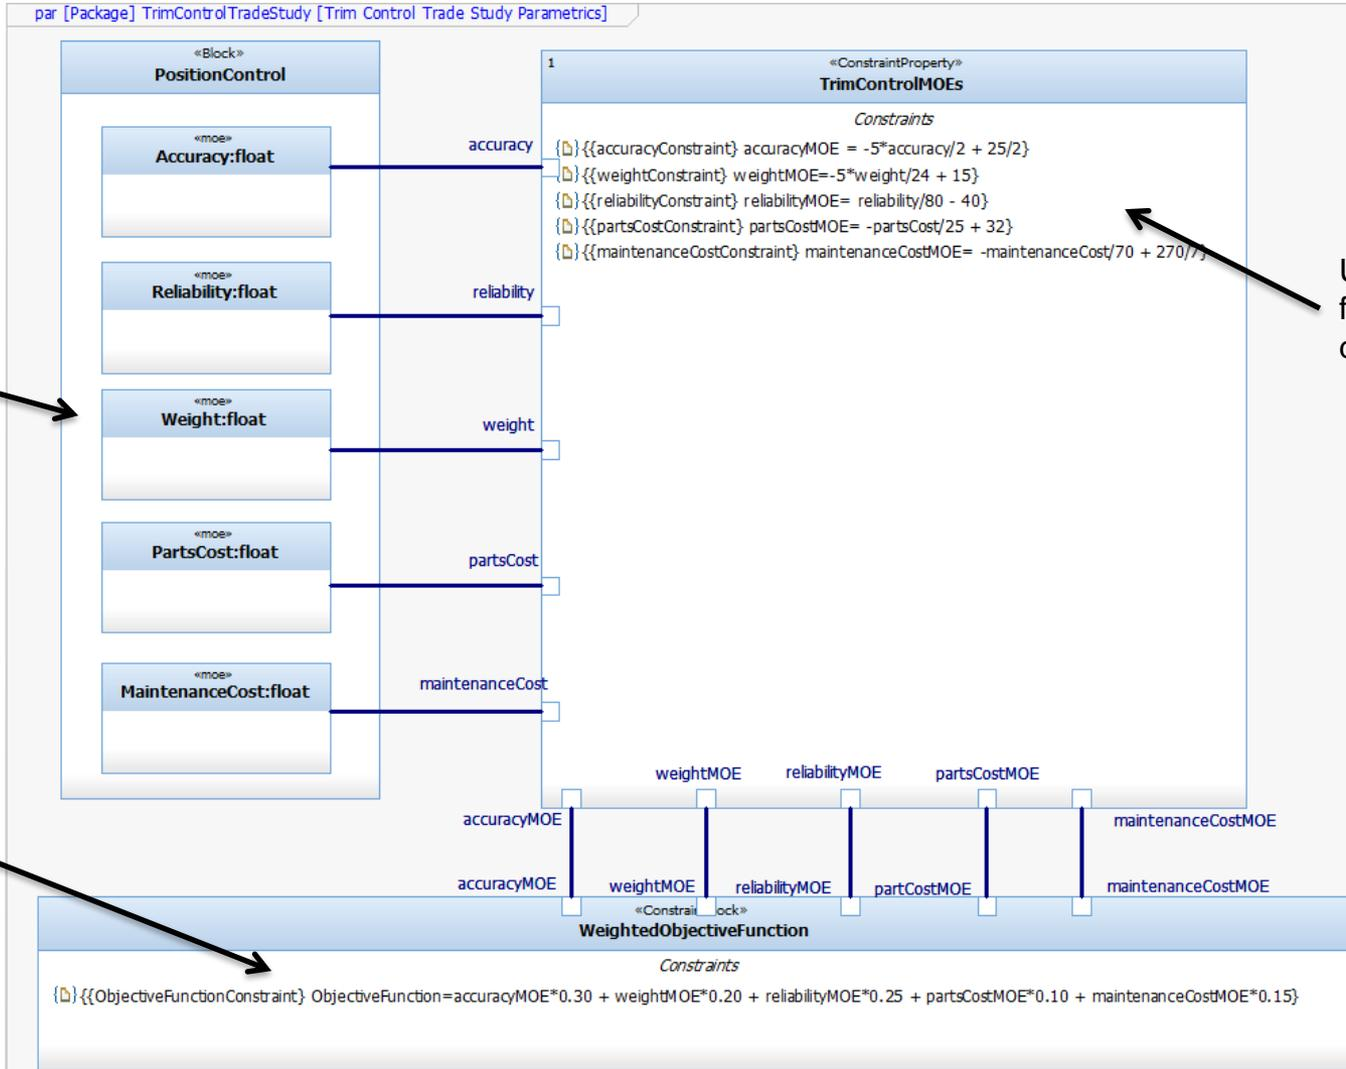 par [Package] TrimControlTradeStudy [Trim Control Trade Study Parametrics]
«Block»
PositionControl
«moe»
Accuracy:float
«moe»
Reliability:float
«moe»
Weight:float
«moe»
PartsCost:float
«moe»
MaintenanceCost:float
accuracy
reliability
weight
partsCost
maintenanceCost
1
«ConstraintProperty»
TrimControlMOEs
Constraints
{{accuracyConstraint} accuracyMOE = -5*accuracy/2 + 25/2}
{{weightConstraint} weightMOE=-5*weight/24 + 15}
{{reliabilityConstraint} reliabilityMOE= reliability/80 - 40}
{{partsCostConstraint} partsCostMOE= -partsCost/25 + 32}
{{maintenanceCostConstraint} maintenanceCostMOE= -maintenanceCost/70 + 270/7}
weightMOE reliabilityMOE partsCostMOE
accuracyMOE maintenanceCostMOE
accuracyMOE weightMOE reliabilityMOE partCostMOE maintenanceCostMOE
WeightedObjectiveFunction
Constraints
{{ObjectiveFunctionConstraint} ObjectiveFunction=accuracyMOE*0.30 + weightMOE*0.20 + reliabilityMOE*0.25 + partsCostMOE*0.10 + maintenanceCostMOE*0.15}